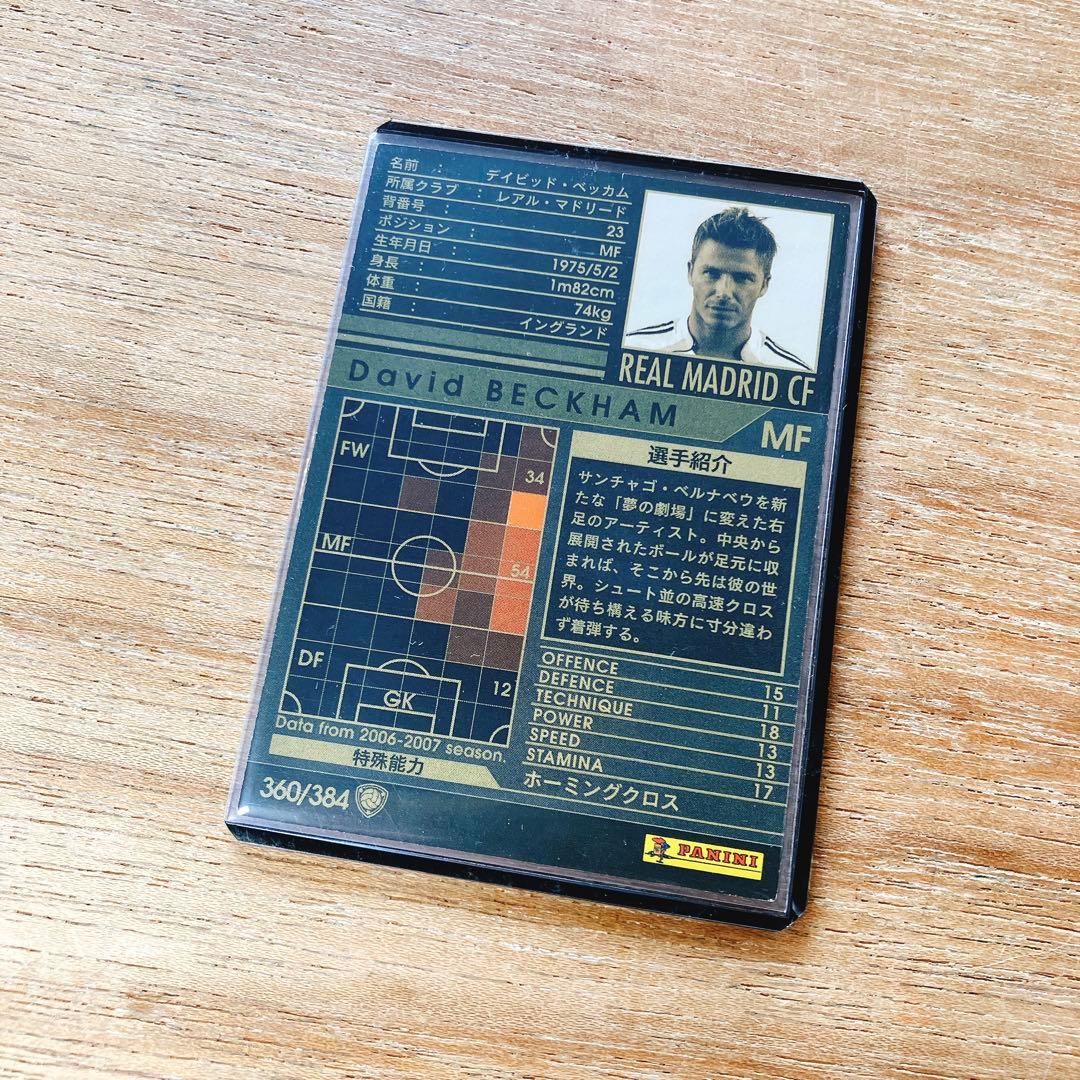 名前 : デイビッド・ベッカム
所属クラブ : レアル・マドリード
背番号 : 23
ポジション : MF
生年月日 : 1975/5/2
身長 : 1m82cm
体重 : 74kg
国籍 : イングランド
REAL MADRID CF
David BECKHAM
MF
FW
34
MF
54
DF
12
GK
Data from 2006-2007 season.
選手紹介
サンチャゴ・ベルナベウを新
たな「夢の劇場」に変えた右
足のアーティスト。中央から
展開されたボールが足元に収
まれば、そこから先は彼の世
界。シュート並の高速クロス
が待ち構える味方に寸分違わ
ず着弾する。
OFFENCE 15
DEFENCE 11
TECHNIQUE 18
POWER 13
SPEED 13
STAMINA 17
特殊能力
ホーミングクロス
360/384
PANINI